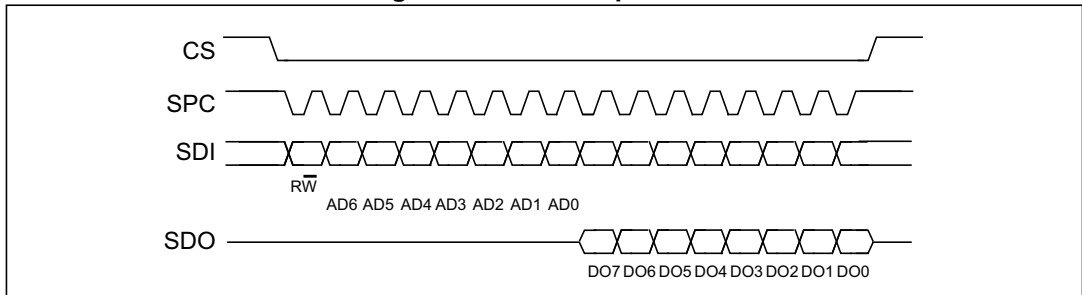 CS
SPC
SDI
RW̅
AD6 AD5 AD4 AD3 AD2 AD1 AD0
SDO
DO7 DO6 DO5 DO4 DO3 DO2 DO1 DO0